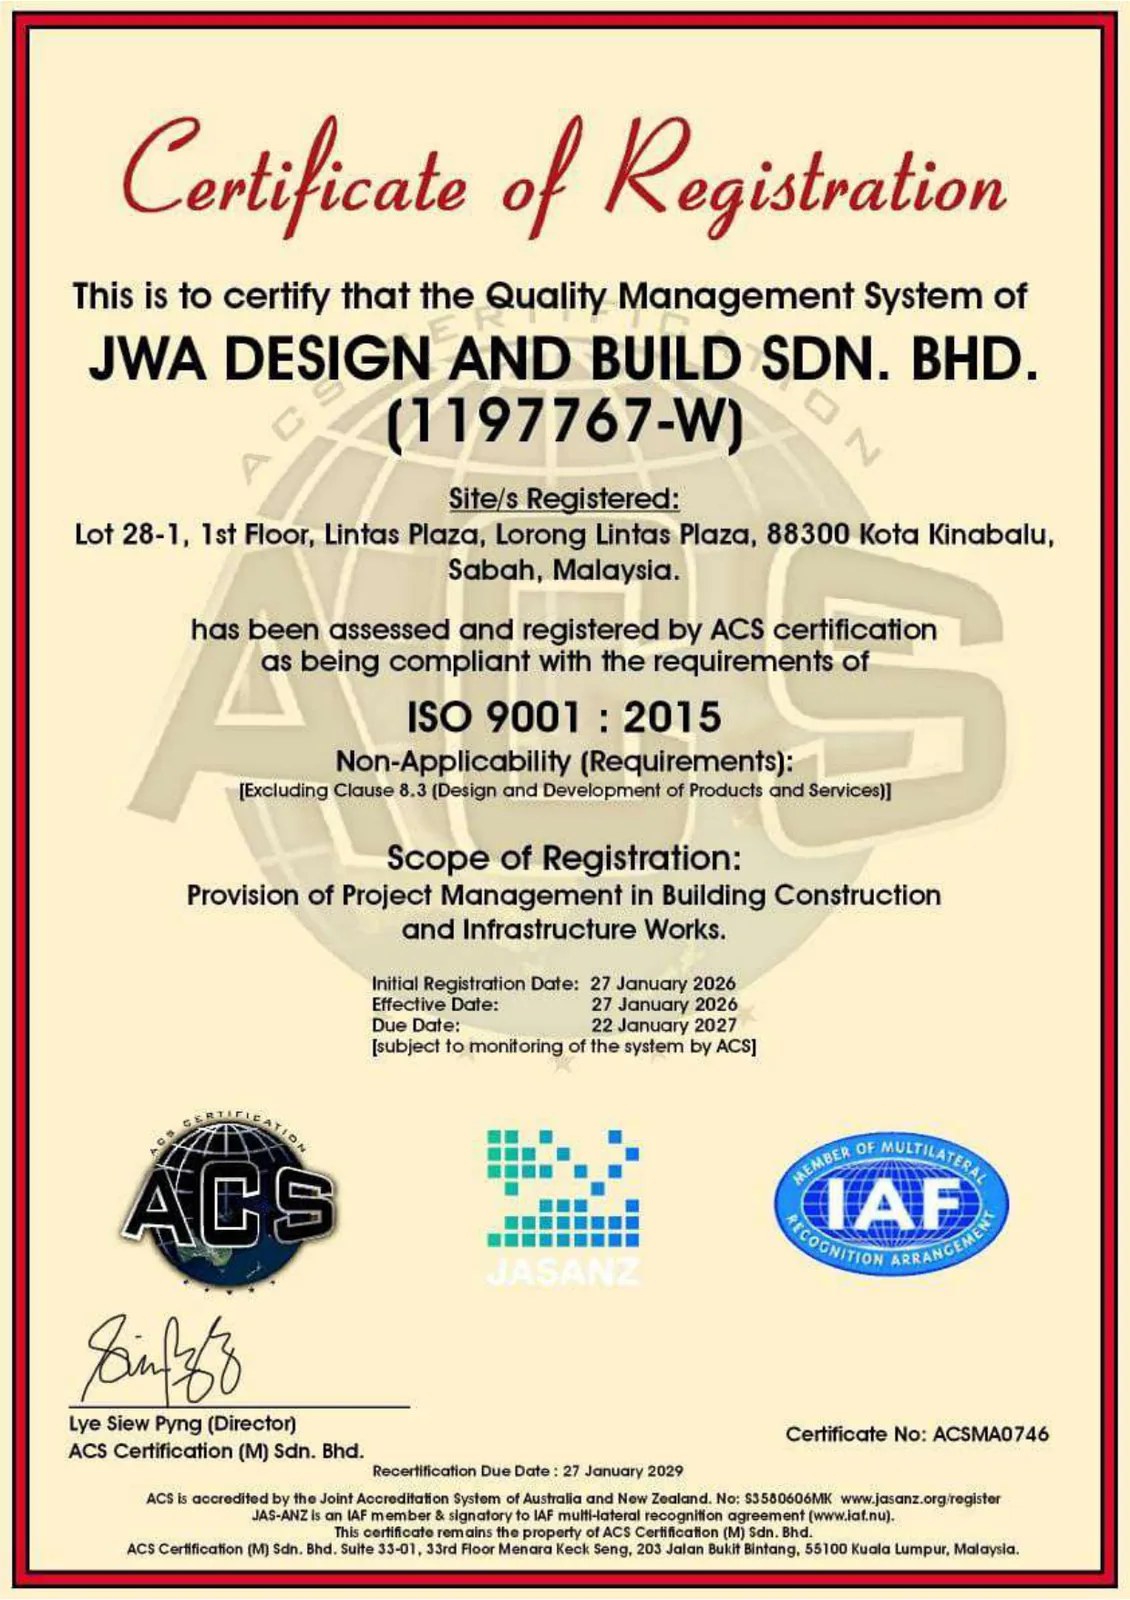 Certificate of Registration
This is to certify that the Quality Management System of
JWA DESIGN AND BUILD SDN. BHD.
(1197767-W)
Site/s Registered:
Lot 28-1, 1st Floor, Lintas Plaza, Lorong Lintas Plaza, 88300 Kota Kinabalu,
Sabah, Malaysia.
has been assessed and registered by ACS certification
as being compliant with the requirements of
ISO 9001 : 2015
Non-Applicability (Requirements):
[Excluding Clause 8.3 (Design and Development of Products and Services)]
Scope of Registration:
Provision of Project Management in Building Construction
and Infrastructure Works.
Initial Registration Date: 27 January 2026
Effective Date: 27 January 2026
Due Date: 22 January 2027
[subject to monitoring of the system by ACS]
ACS CERTIFICATION
ACS
JASANZ
MEMBER OF MULTILATERAL
IAF
RECOGNITION ARRANGEMENT
Lye Siew Pyng (Director)
ACS Certification (M) Sdn. Bhd.
Certificate No: ACSMA0746
Recertification Due Date : 27 January 2029
ACS is accredited by the Joint Accreditation System of Australia and New Zealand. No: S3580606MK www.jasanz.org/register
JAS-ANZ is an IAF member & signatory to IAF multi-lateral recognition agreement (www.iaf.nu).
This certificate remains the property of ACS Certification (M) Sdn. Bhd.
ACS Certification (M) Sdn. Bhd. Suite 33-01, 33rd Floor Menara Keck Seng, 203 Jalan Bukit Bintang, 55100 Kuala Lumpur, Malaysia.